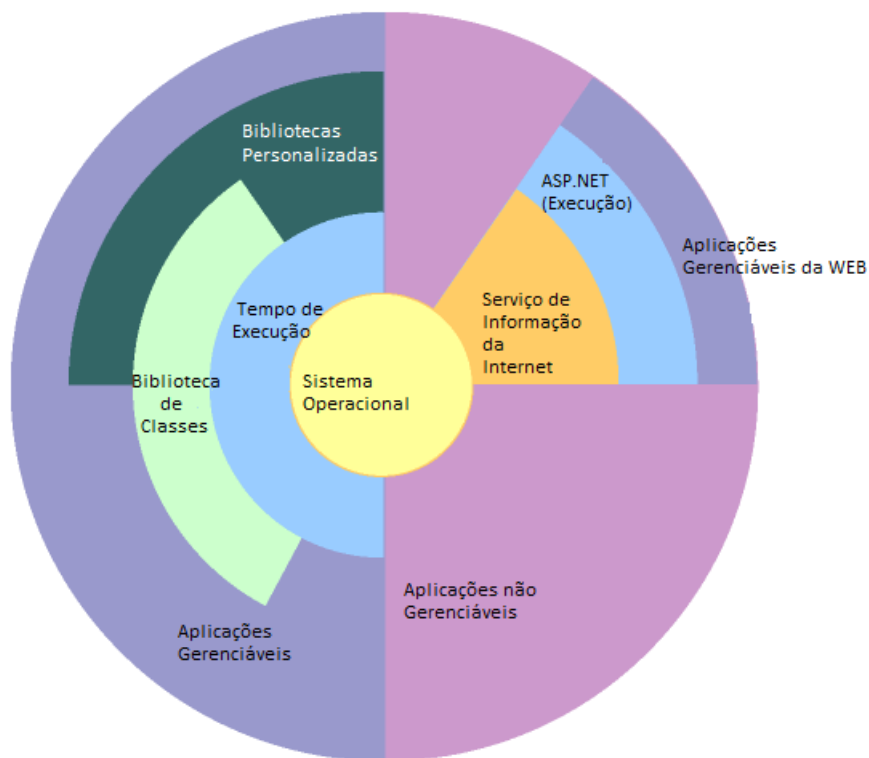 Bibliotecas
Personalizadas
ASP.NET
(Execução)
Aplicações
Gerenciáveis da WEB
Tempo de
Execução
Serviço de
Informação
da
Internet
Sistema
Operacional
Biblioteca
de
Classes
Aplicações não
Gerenciáveis
Aplicações
Gerenciáveis